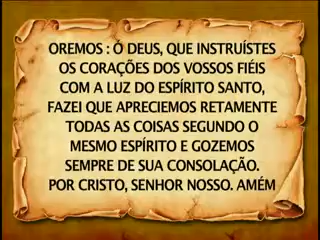 OREMOS : Ó DEUS, QUE INSTRUÍSTES
OS CORAÇÕES DOS VOSSOS FIÉIS
COM A LUZ DO ESPÍRITO SANTO,
FAZEI QUE APRECIEMOS RETAMENTE
TODAS AS COISAS SEGUNDO O
MESMO ESPÍRITO E GOZEMOS
SEMPRE DE SUA CONSOLAÇÃO.
POR CRISTO, SENHOR NOSSO. AMÉM